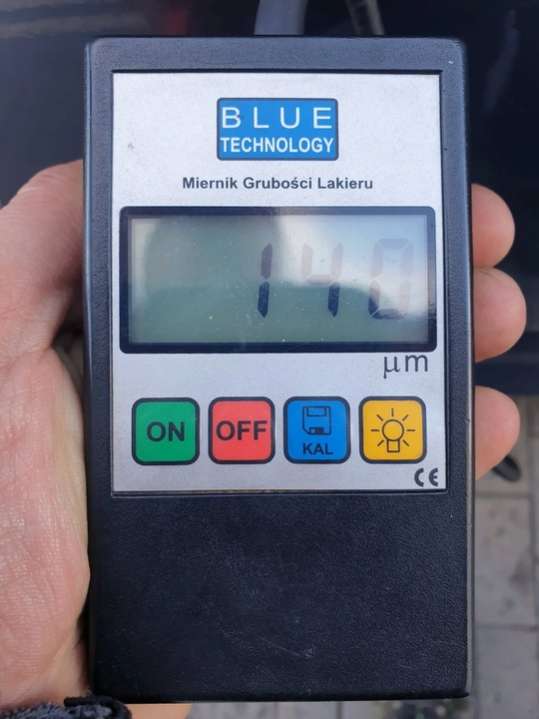 BLUE
TECHNOLOGY
Miernik Grubości Lakieru
140
μm
ON
OFF
KAL
CE